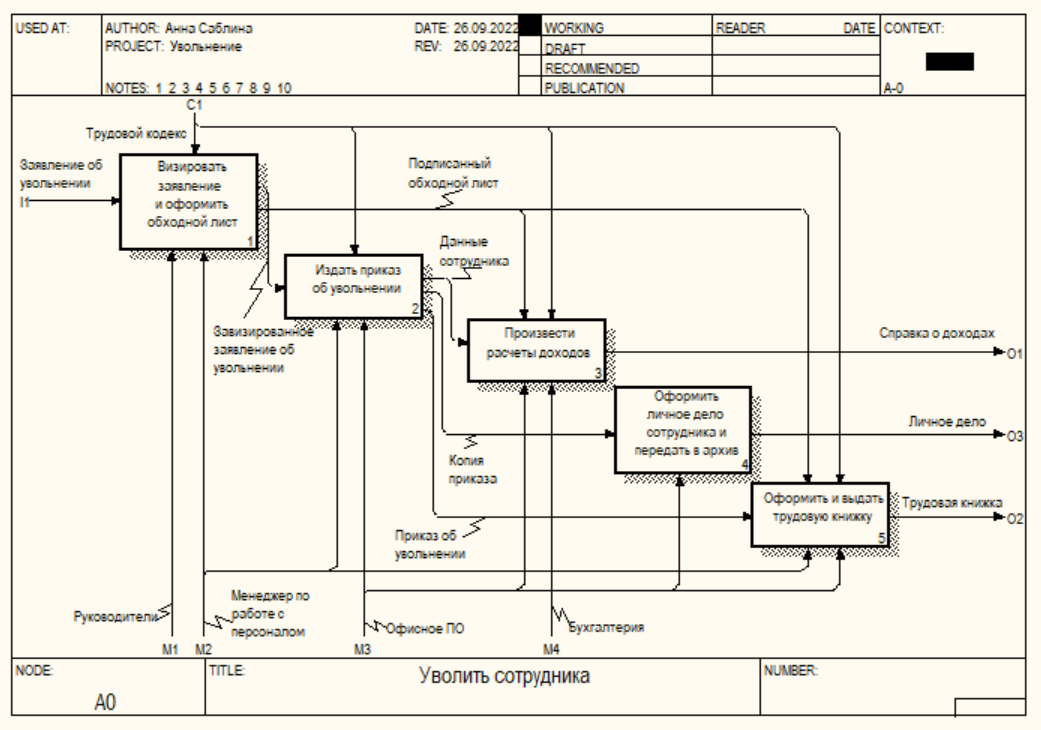 USED AT:
AUTHOR: Анна Саблина
DATE: 26.09.2022
WORKING
READER
DATE
CONTEXT:
PROJECT: Увольнение
REV: 26.09.2022
DRAFT
RECOMMENDED
NOTES: 1 2 3 4 5 6 7 8 9 10
PUBLICATION
A-0
C1
Трудовой кодекс
Заявление об
увольнении
I1
Визировать
заявление
и оформить
обходной лист
1
Подписанный
обходной лист
Данные
сотрудника
Издать приказ
об увольнении
2
Завизированное
заявление об
увольнении
Произвести
расчеты доходов
3
Справка о доходах
O1
Оформить
личное дело
сотрудника и
передать в архив
4
Личное дело
O3
Копия
приказа
Оформить и выдать
трудовую книжку
5
Трудовая книжка
O2
Приказ об
увольнении
Руководители
Менеджер по
работе с
персоналом
Офисное ПО
Бухгалтерия
M1
M2
M3
M4
NODE:
A0
TITLE:
Уволить сотрудника
NUMBER: